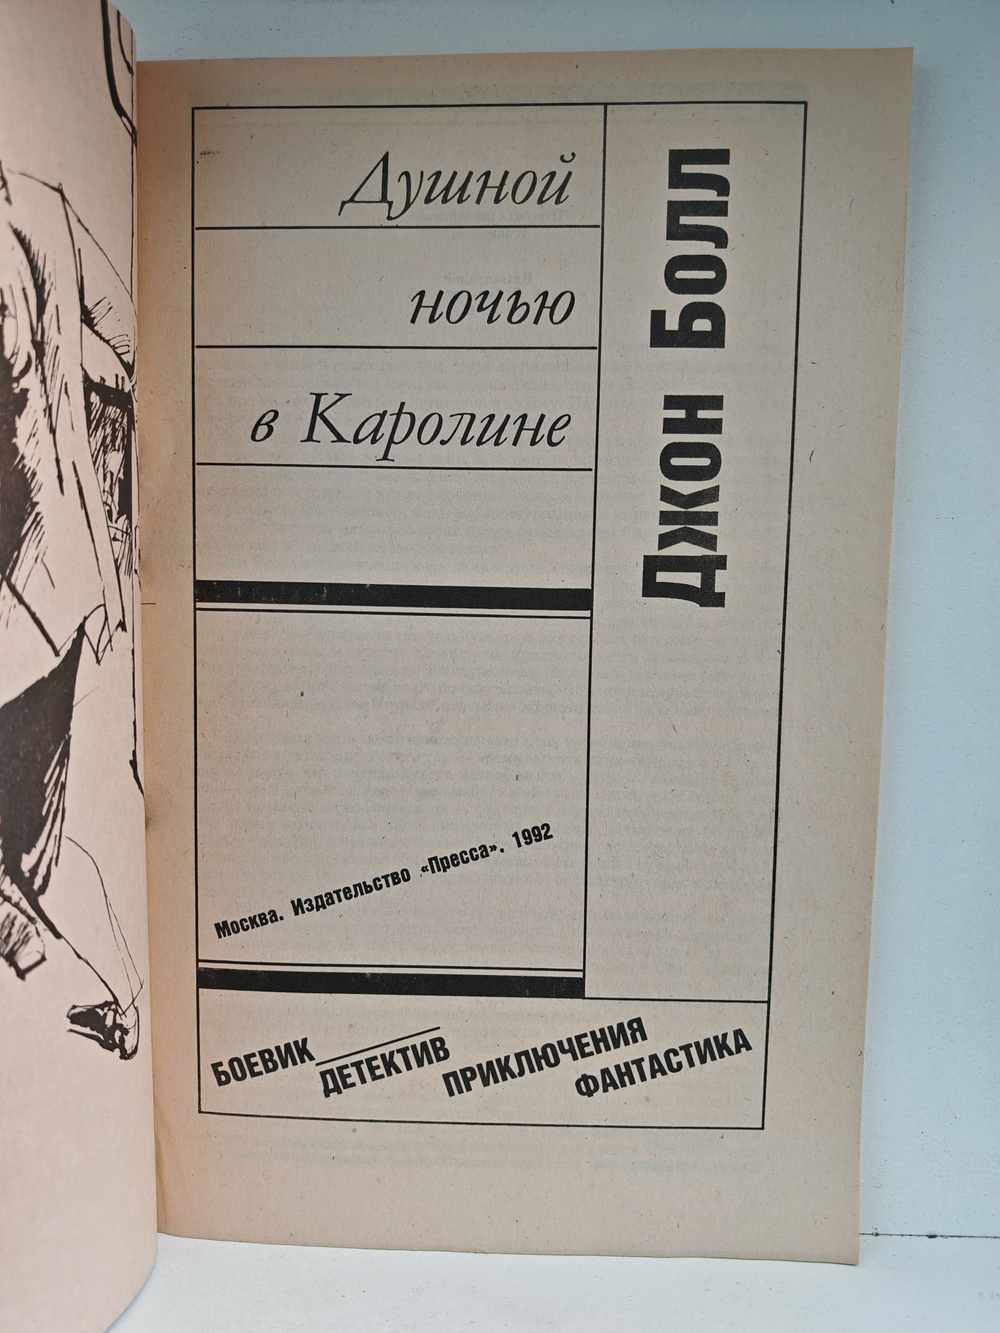 Душной
ночью
в Каролине
Джон Болл
Москва. Издательство «Пресса». 1992
БОЕВИК
ДЕТЕКТИВ
ПРИКЛЮЧЕНИЯ
ФАНТАСТИКА